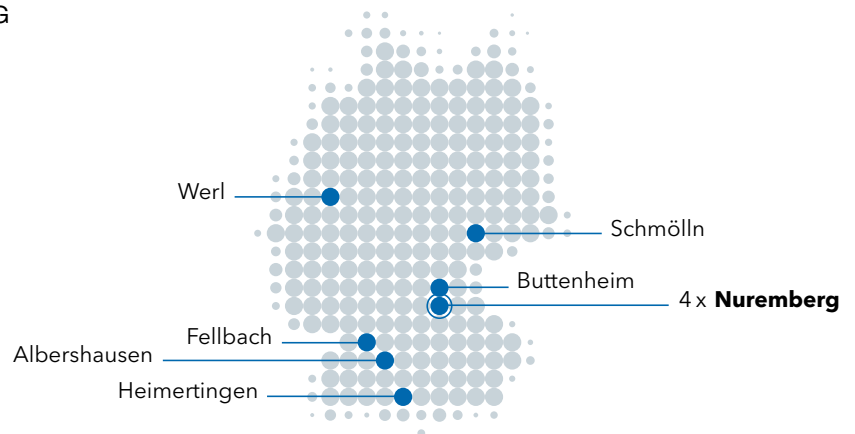 G
Werl
Schmölln
Buttenheim
4 x Nuremberg
Fellbach
Albershausen
Heimertingen